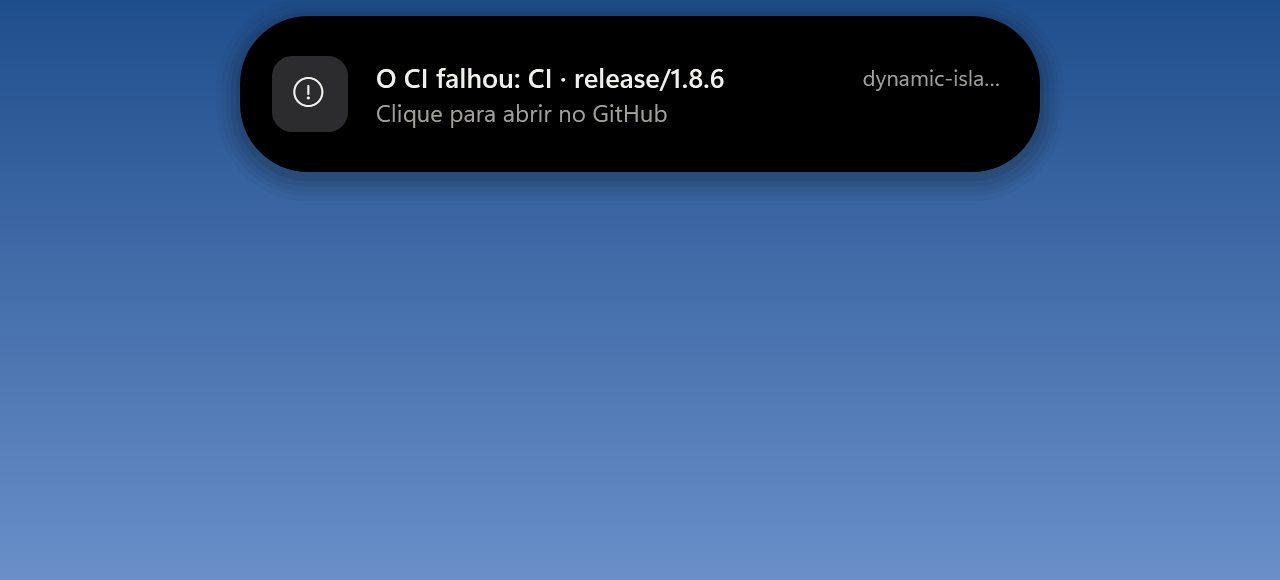 O CI falhou: CI · release/1.8.6
dynamic-isla...
Clique para abrir no GitHub